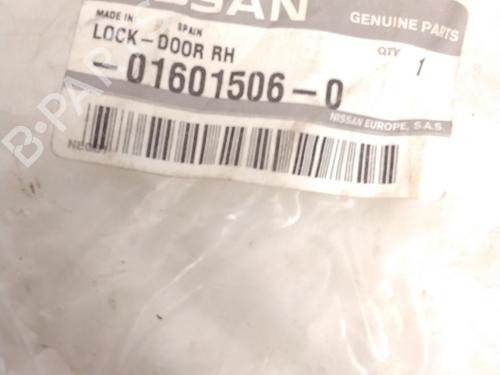 NISSAN
GENUINE PARTS
MADE IN: SPAIN
QTY 1
LOCK-DOOR RH
-01601506-0
NISSAN EUROPE, S.A.S.
B-PARTS